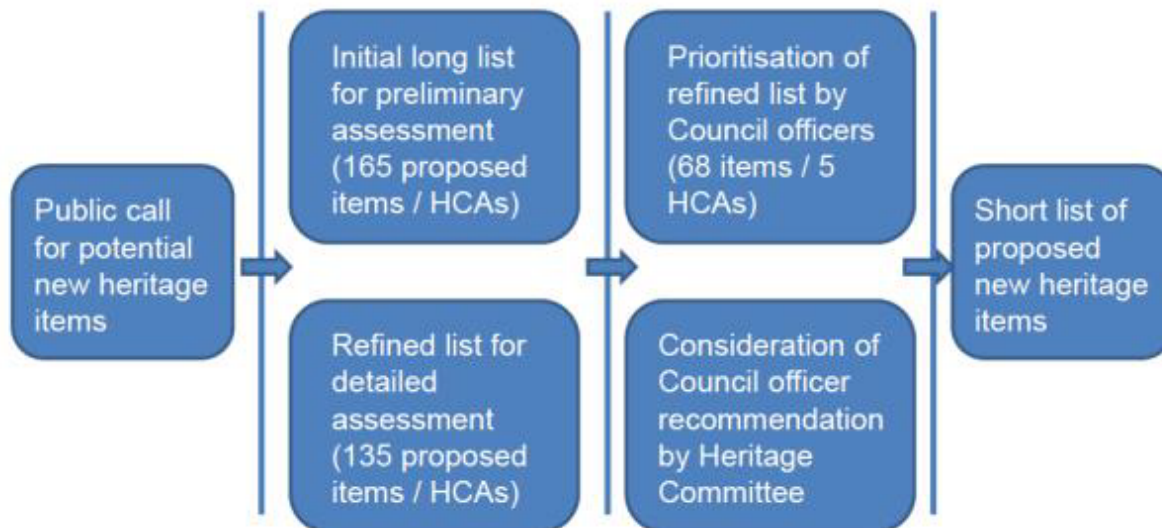 Public call
for potential
new heritage
items
Initial long list
for preliminary
assessment
(165 proposed
items / HCAs)
Refined list for
detailed
assessment
(135 proposed
items / HCAs)
Prioritisation of
refined list by
Council officers
(68 items / 5
HCAs)
Consideration of
Council officer
recommendation
by Heritage
Committee
Short list of
proposed
new heritage
items